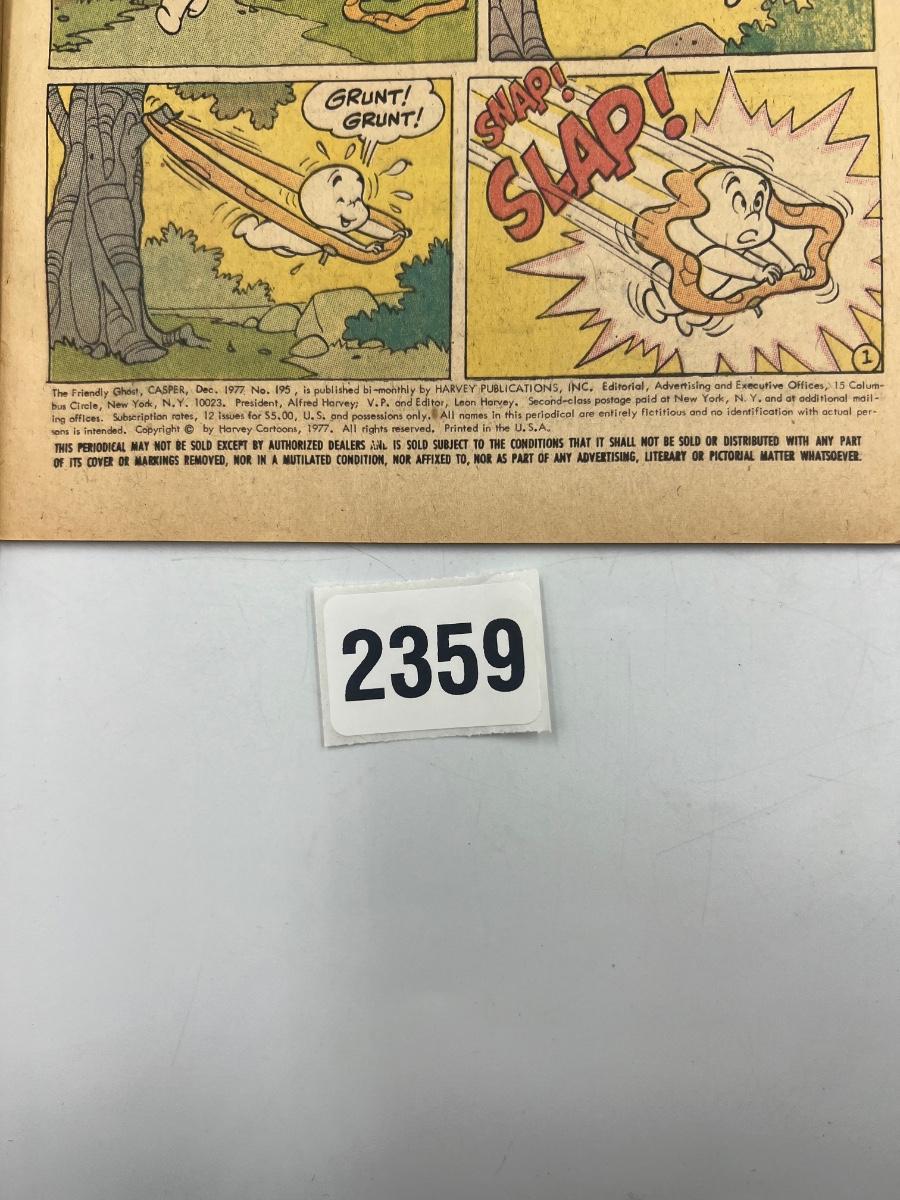 GRUNT!
GRUNT!
SNAP!
SLAP!
1
The Friendly Ghost, CASPER, Dec. 1977 No. 195, is published bi-monthly by HARVEY PUBLICATIONS, INC. Editorial, Advertising and Executive Offices, 15 Colum-
bus Circle, New York, N.Y. 10023. President, Alfred Harvey; V.P. and Editor, Leon Harvey. Second-class postage paid at New York, N.Y. and at additional mail-
ing offices. Subscription rates, 12 issues for $5.00, U.S. and possessions only. All names in this periodical are entirely fictitious and no identification with actual per-
sons is intended. Copyright © by Harvey Cartoons, 1977. All rights reserved. Printed in the U.S.A.
THIS PERIODICAL MAY NOT BE SOLD EXCEPT BY AUTHORIZED DEALERS AND IS SOLD SUBJECT TO THE CONDITIONS THAT IT SHALL NOT BE SOLD OR DISTRIBUTED WITH ANY PART
OF ITS COVER OR MARKINGS REMOVED, NOR IN A MUTILATED CONDITION, NOR AFFIXED TO, NOR AS PART OF ANY ADVERTISING, LITERARY OR PICTORIAL MATTER WHATSOEVER.
2359